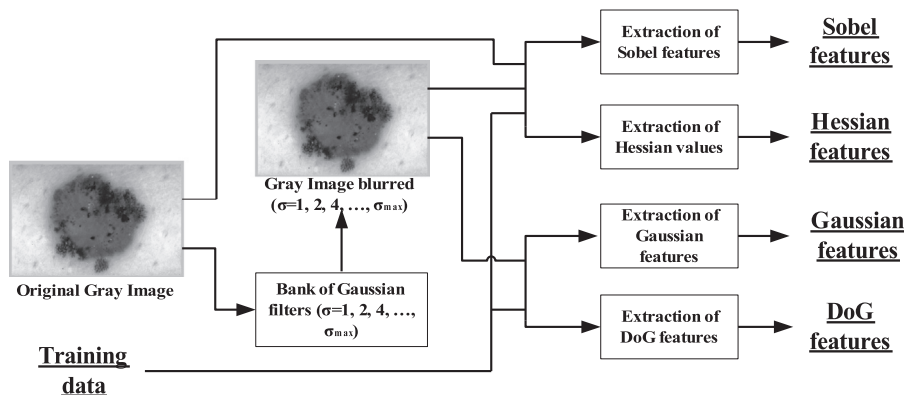 Extraction of
Sobel features
Sobel
features
Extraction of
Hessian values
Hessian
features
Gray Image blurred
(σ=1, 2, 4, …, σmax)
Original Gray Image
Bank of Gaussian
filters (σ=1, 2, 4, …,
σmax)
Extraction of
Gaussian
features
Gaussian
features
Extraction of
DoG features
DoG
features
Training
data